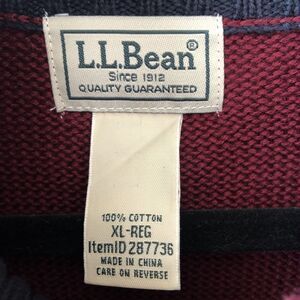 L.L.Bean®
Since 1912
QUALITY GUARANTEED
100% COTTON
XL-REG
ItemID 287736
MADE IN CHINA
CARE ON REVERSE